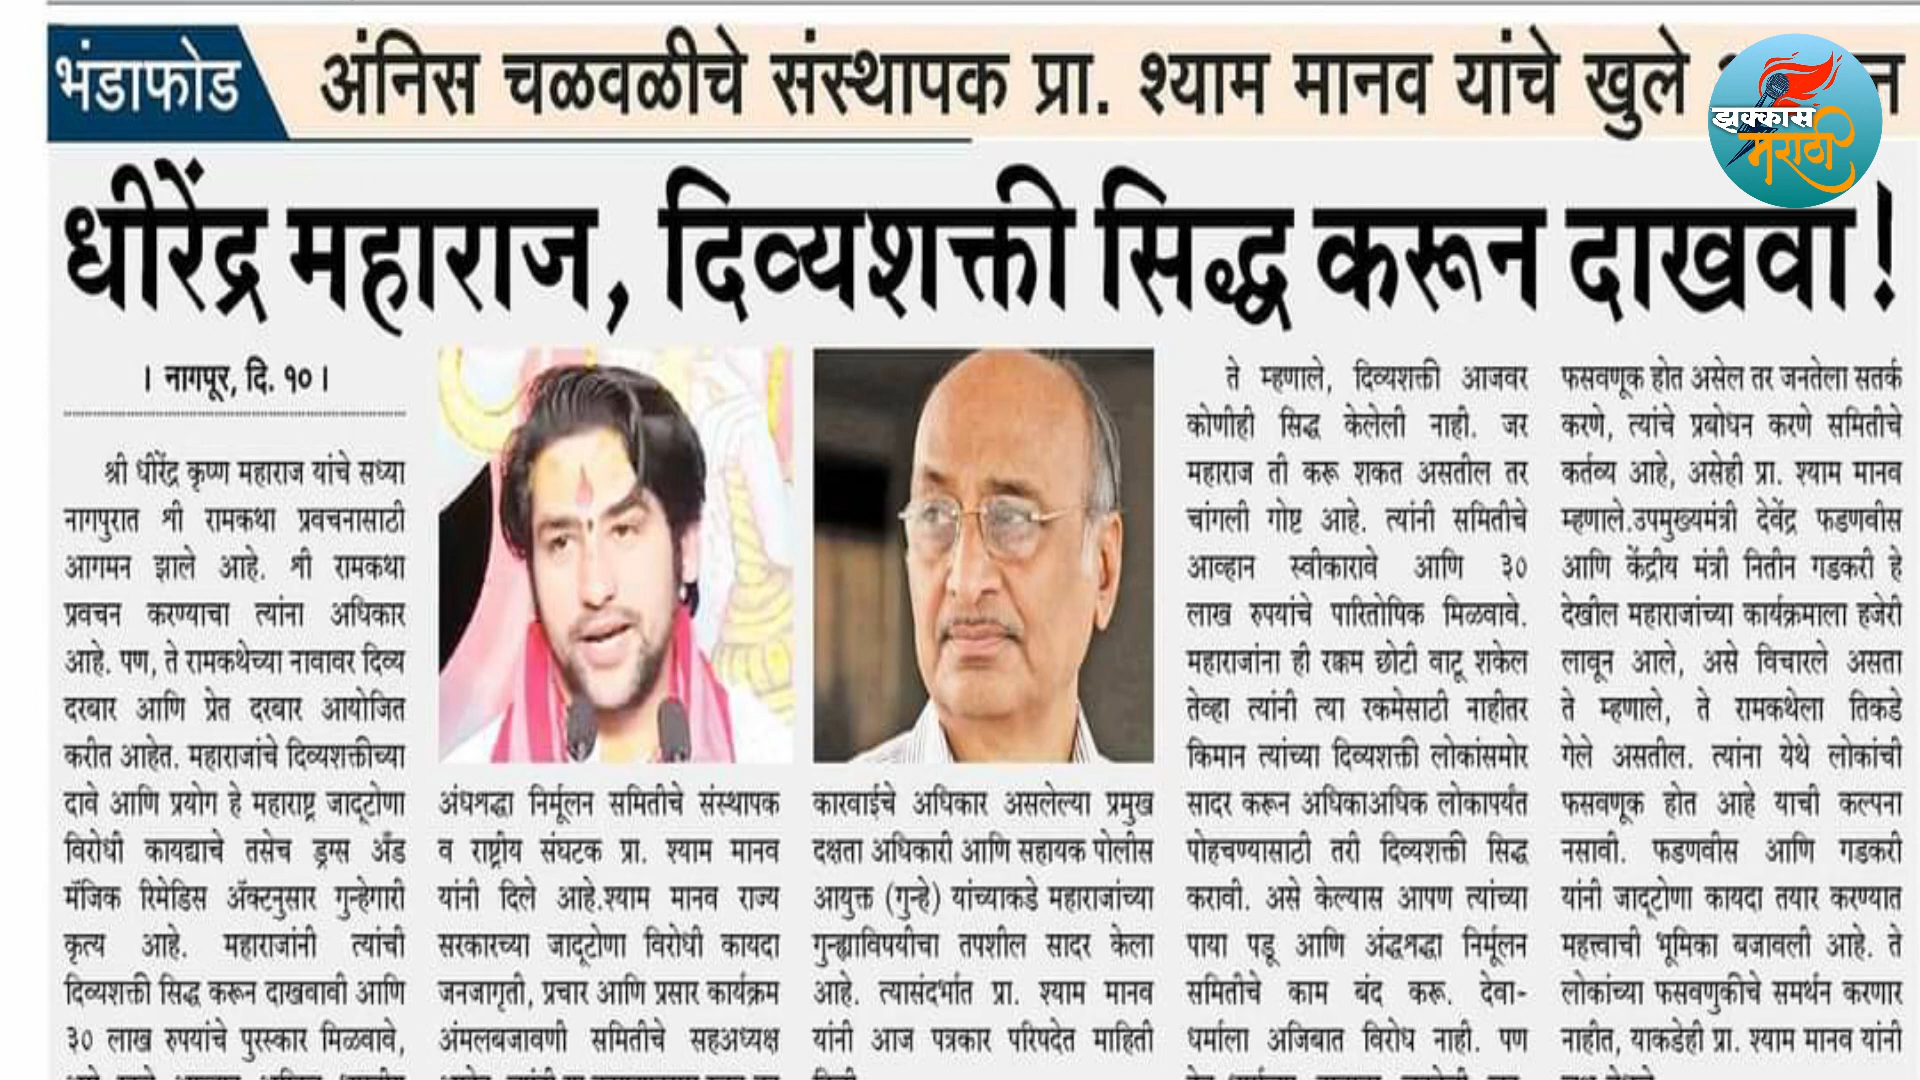 भंडाफोड
अंनिस चळवळीचे संस्थापक प्रा. श्याम मानव यांचे खुले
झक्कास
मराठी
धीरेंद्र महाराज, दिव्यशक्ती सिद्ध करून दाखवा!
। नागपूर, दि. १० ।
श्री धीरेंद्र कृष्ण महाराज यांचे सध्या
नागपुरात श्री रामकथा प्रवचनासाठी
आगमन झाले आहे. श्री रामकथा
प्रवचन करण्याचा त्यांना अधिकार
आहे. पण, ते रामकथेच्या नावावर दिव्य
दरबार आणि प्रेत दरबार आयोजित
करीत आहेत. महाराजांचे दिव्यशक्तीच्या
दावे आणि प्रयोग हे महाराष्ट्र जादूटोणा
विरोधी कायद्याचे तसेच ड्रग्स अँड
मॅजिक रिमेडिस ॲक्टनुसार गुन्हेगारी
कृत्य आहे. महाराजांनी त्यांची
दिव्यशक्ती सिद्ध करून दाखवावी आणि
३० लाख रुपयांचे पुरस्कार मिळवावे,
अंधश्रद्धा निर्मूलन समितीचे संस्थापक
व राष्ट्रीय संघटक प्रा. श्याम मानव
यांनी दिले आहे.श्याम मानव राज्य
सरकारच्या जादूटोणा विरोधी कायदा
जनजागृती, प्रचार आणि प्रसार कार्यक्रम
अंमलबजावणी समितीचे सहअध्यक्ष
कारवाईचे अधिकार असलेल्या प्रमुख
दक्षता अधिकारी आणि सहायक पोलीस
आयुक्त (गुन्हे) यांच्याकडे महाराजांच्या
गुन्ह्याविषयीचा तपशील सादर केला
आहे. त्यासंदर्भात प्रा. श्याम मानव
यांनी आज पत्रकार परिपदेत माहिती
ते म्हणाले, दिव्यशक्ती आजवर
कोणीही सिद्ध केलेली नाही. जर
महाराज ती करू शकत असतील तर
चांगली गोष्ट आहे. त्यांनी समितीचे
आव्हान स्वीकारावे आणि ३०
लाख रुपयांचे पारितोषिक मिळवावे.
महाराजांना ही रक्कम छोटी वाटू शकेल
तेव्हा त्यांनी त्या रकमेसाठी नाहीतर
किमान त्यांच्या दिव्यशक्ती लोकांसमोर
सादर करून अधिकाअधिक लोकापर्यंत
पोहचण्यासाठी तरी दिव्यशक्ती सिद्ध
करावी. असे केल्यास आपण त्यांच्या
पाया पडू आणि अंद्धश्रद्धा निर्मूलन
समितीचे काम बंद करू. देवा-
धर्माला अजिबात विरोध नाही. पण
फसवणूक होत असेल तर जनतेला सतर्क
करणे, त्यांचे प्रबोधन करणे समितीचे
कर्तव्य आहे, असेही प्रा. श्याम मानव
म्हणाले.उपमुख्यमंत्री देवेंद्र फडणवीस
आणि केंद्रीय मंत्री नितीन गडकरी हे
देखील महाराजांच्या कार्यक्रमाला हजेरी
लावून आले, असे विचारले असता
ते म्हणाले, ते रामकथेला तिकडे
गेले असतील. त्यांना येथे लोकांची
फसवणूक होत आहे याची कल्पना
नसावी. फडणवीस आणि गडकरी
यांनी जादूटोणा कायदा तयार करण्यात
महत्त्वाची भूमिका बजावली आहे. ते
लोकांच्या फसवणुकीचे समर्थन करणार
नाहीत, याकडेही प्रा. श्याम मानव यांनी